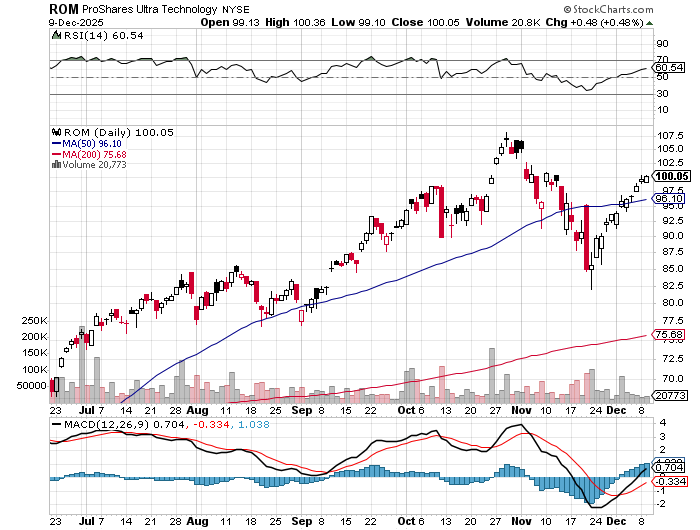 ROM ProShares Ultra Technology NYSE © StockCharts.com
9-Dec-2025 Open 99.13 High 100.36 Low 99.10 Close 100.05 Volume 20.8K Chg +0.48 (+0.48%)
RSI(14) 60.54
90
70
60.54
50
30
10
ROM (Daily) 100.05
MA(50) 96.10
MA(200) 75.68
Volume 20,773
107.5
105.0
102.5
100.05
97.5
96.10
95.0
92.5
90.0
87.5
85.0
82.5
80.0
77.5
75.68
72.5
70.0
250K
200K
150K
100K
50000
20773
23 Jul 7 14 21 28 Aug 11 18 25 Sep 8 15 22 Oct 6 13 20 27 Nov 10 17 24 Dec 8
MACD(12,26,9) 0.704, -0.334, 1.038
4
3
2
0.704
-0.334
-1
-2
23 Jul 7 14 21 28 Aug 11 18 25 Sep 8 15 22 Oct 6 13 20 27 Nov 10 17 24 Dec 8